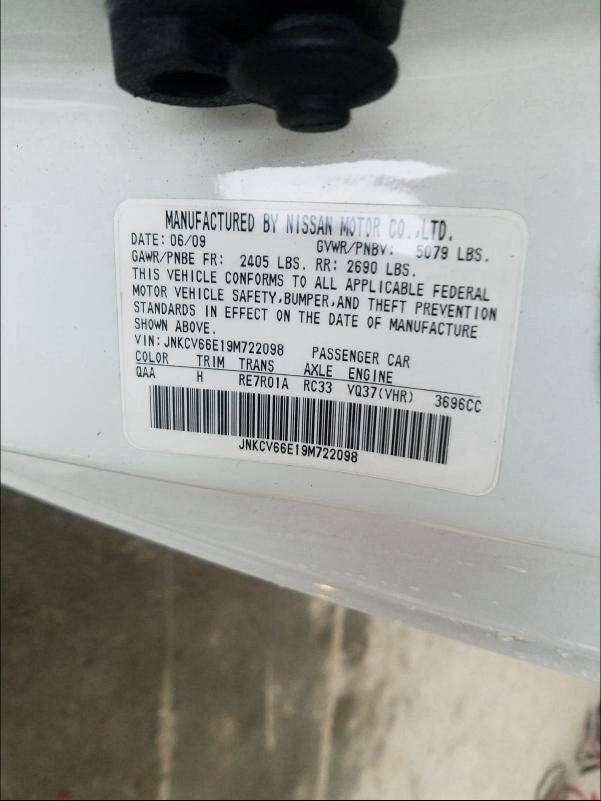 MANUFACTURED BY NISSAN MOTOR CO.,LTD.
DATE: 06/09 GVWR/PNBV: 5079 LBS.
GAWR/PNBE FR: 2405 LBS. RR: 2690 LBS.
THIS VEHICLE CONFORMS TO ALL APPLICABLE FEDERAL
MOTOR VEHICLE SAFETY,BUMPER,AND THEFT PREVENTION
STANDARDS IN EFFECT ON THE DATE OF MANUFACTURE
SHOWN ABOVE.
VIN:JNKCV66E19M722098 PASSENGER CAR
COLOR TRIM TRANS AXLE ENGINE
QAA H RE7R01A RC33 VQ37(VHR) 3696CC
JNKCV66E19M722098